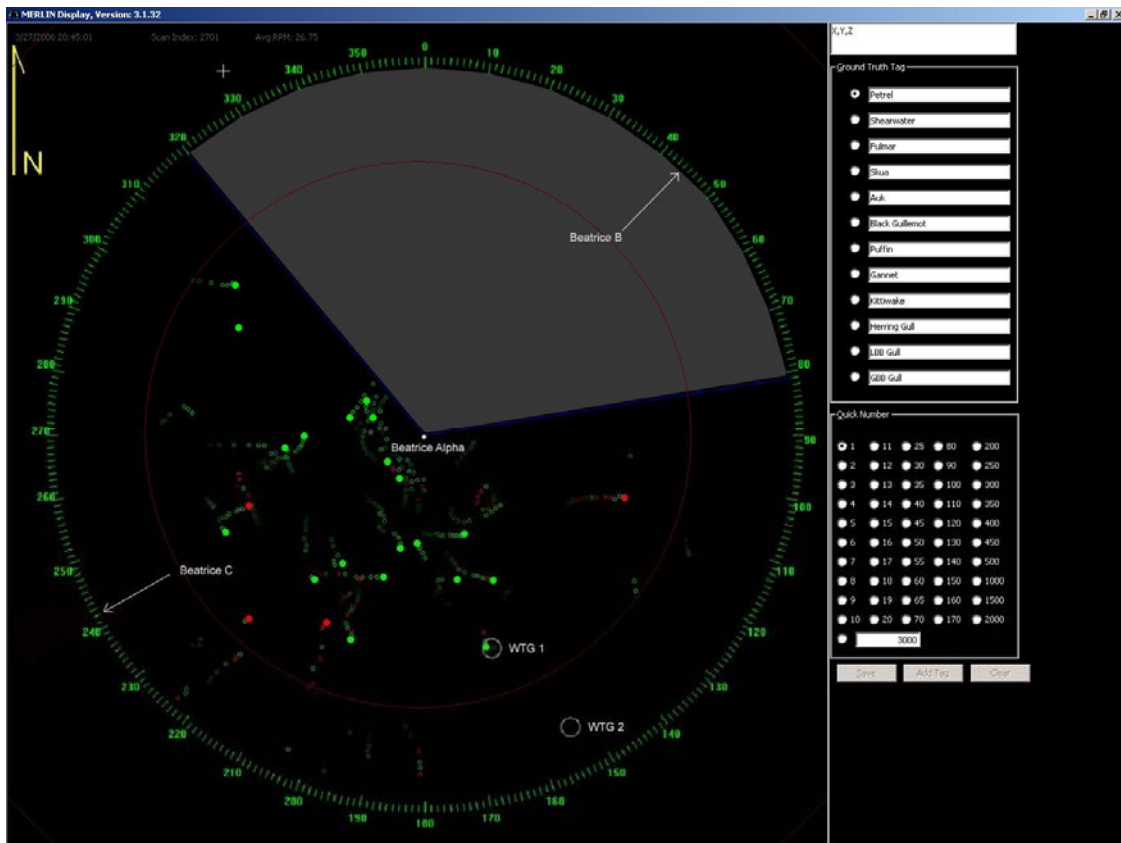 MERLIN Display, Version: 3.1.32
3/27/2006 20:45:01 Scan Index: 2701 Avg RPM: 26.75
N
0
10
20
30
40
50
60
70
80
90
100
110
120
130
140
150
160
170
180
190
200
210
220
230
240
250
260
270
280
290
300
310
320
330
340
350
Beatrice B
Beatrice Alpha
Beatrice C
WTG 1
WTG 2
X,Y,Z
Ground Truth Tag
Petrel
Shearwater
Fulmar
Skua
Auk
Black Guillemot
Puffin
Gannet
Kittiwake
Herring Gull
LBB Gull
GBB Gull
Quick Number
1 11 25 80 200
2 12 30 90 250
3 13 35 100 300
4 14 40 110 350
5 15 45 120 400
6 16 50 130 450
7 17 55 140 500
8 18 60 150 1000
9 19 65 160 1500
10 20 70 170 2000
3000
Save Add Tag Clear